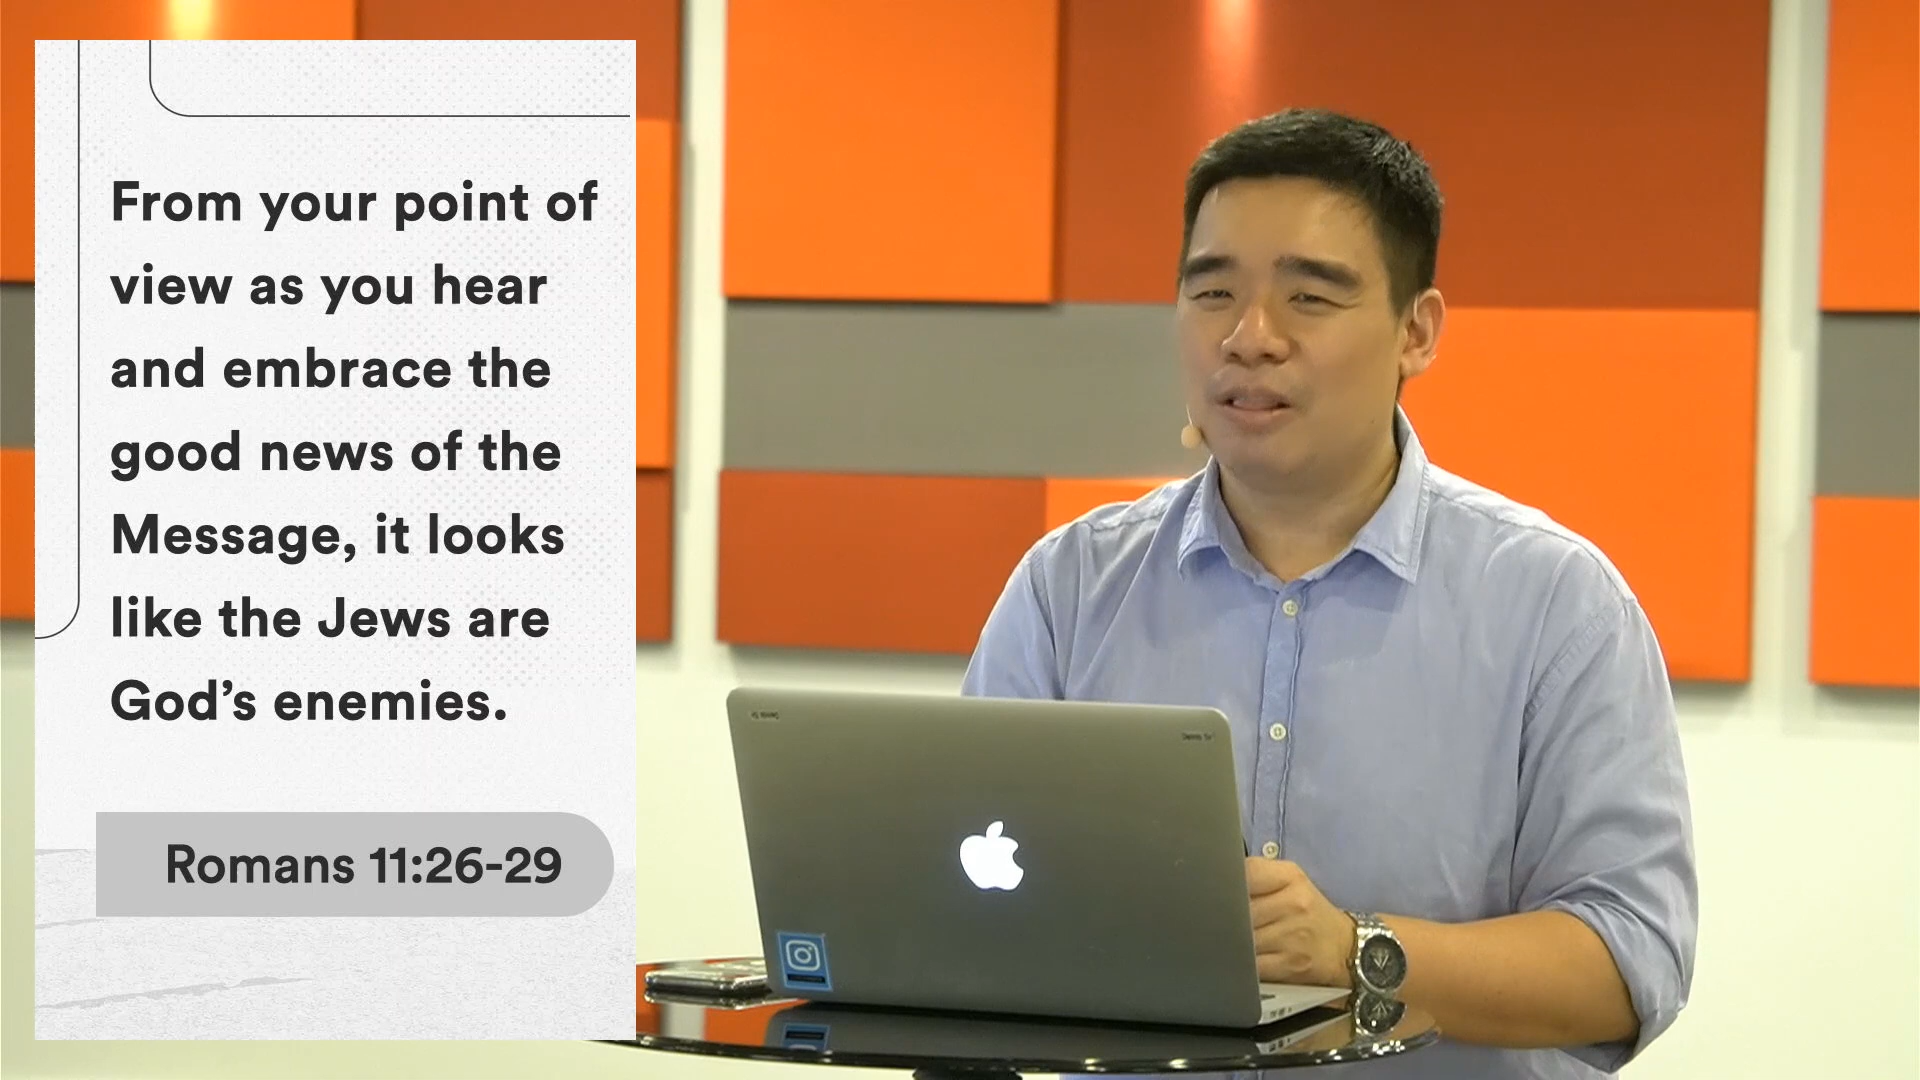 From your point of
view as you hear
and embrace the
good news of the
Message, it looks
like the Jews are
God’s enemies.
Romans 11:26-29